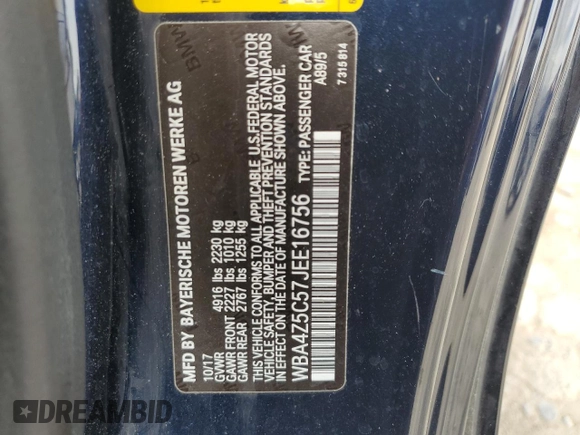 MFD BY BAYERISCHE MOTOREN WERKE AG
10/17
GVWR 4916 lbs 2230 kg
GAWR FRONT 2227 lbs 1010 kg
GAWR REAR 2767 lbs 1255 kg
THIS VEHICLE CONFORMS TO ALL APPLICABLE U.S.FEDERAL MOTOR
VEHICLE SAFETY, BUMPER AND THEFT PREVENTION STANDARDS
IN EFFECT ON THE DATE OF MANUFACTURE SHOWN ABOVE.
WBA4Z5C57JEE16756 TYPE: PASSENGER CAR
A89/5
7 315 814
DREAMBID